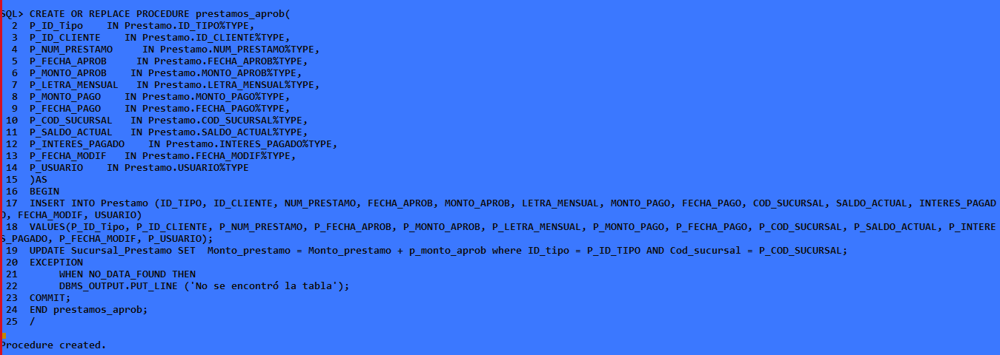 SQL> CREATE OR REPLACE PROCEDURE prestamos_aprob(
2 P_ID_Tipo IN Prestamo.ID_TIPO%TYPE,
3 P_ID_CLIENTE IN Prestamo.ID_CLIENTE%TYPE,
4 P_NUM_PRESTAMO IN Prestamo.NUM_PRESTAMO%TYPE,
5 P_FECHA_APROB IN Prestamo.FECHA_APROB%TYPE,
6 P_MONTO_APROB IN Prestamo.MONTO_APROB%TYPE,
7 P_LETRA_MENSUAL IN Prestamo.LETRA_MENSUAL%TYPE,
8 P_MONTO_PAGO IN Prestamo.MONTO_PAGO%TYPE,
9 P_FECHA_PAGO IN Prestamo.FECHA_PAGO%TYPE,
10 P_COD_SUCURSAL IN Prestamo.COD_SUCURSAL%TYPE,
11 P_SALDO_ACTUAL IN Prestamo.SALDO_ACTUAL%TYPE,
12 P_INTERES_PAGADO IN Prestamo.INTERES_PAGADO%TYPE,
13 P_FECHA_MODIF IN Prestamo.FECHA_MODIF%TYPE,
14 P_USUARIO IN Prestamo.USUARIO%TYPE
15 )AS
16 BEGIN
17 INSERT INTO Prestamo (ID_TIPO, ID_CLIENTE, NUM_PRESTAMO, FECHA_APROB, MONTO_APROB, LETRA_MENSUAL, MONTO_PAGO, FECHA_PAGO, COD_SUCURSAL, SALDO_ACTUAL, INTERES_PAGAD
O, FECHA_MODIF, USUARIO)
18 VALUES(P_ID_Tipo, P_ID_CLIENTE, P_NUM_PRESTAMO, P_FECHA_APROB, P_MONTO_APROB, P_LETRA_MENSUAL, P_MONTO_PAGO, P_FECHA_PAGO, P_COD_SUCURSAL, P_SALDO_ACTUAL, P_INTERE
S_PAGADO, P_FECHA_MODIF, P_USUARIO);
19 UPDATE Sucursal_Prestamo SET Monto_prestamo = Monto_prestamo + p_monto_aprob where ID_tipo = P_ID_TIPO AND Cod_sucursal = P_COD_SUCURSAL;
20 EXCEPTION
21 WHEN NO_DATA_FOUND THEN
22 DBMS_OUTPUT.PUT_LINE ('No se encontró la tabla');
23 COMMIT;
24 END prestamos_aprob;
25 /
Procedure created.